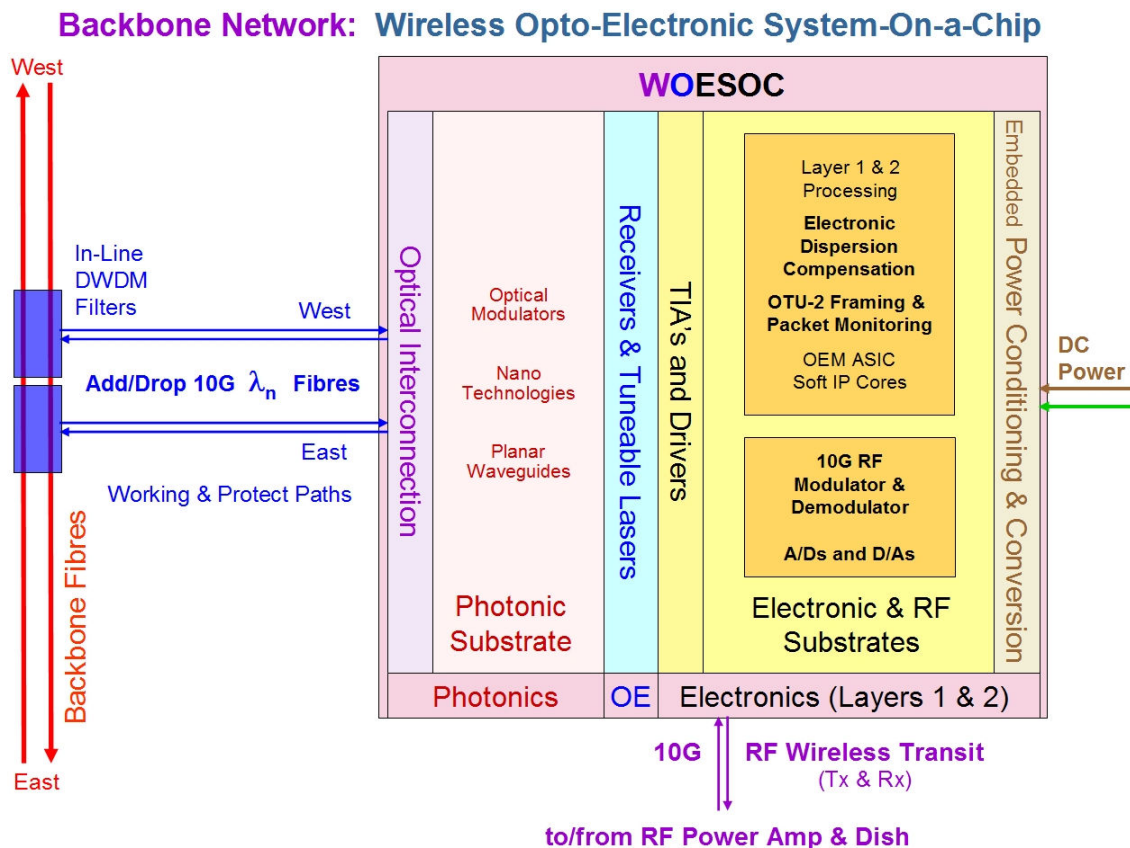 Backbone Network: Wireless Opto-Electronic System-On-a-Chip
West
WOESOC
In-Line
DWDM
Filters
West
Add/Drop 10G λn Fibres
East
Working & Protect Paths
Backbone Fibres
East
Optical Interconnection
Optical
Modulators
Nano
Technologies
Planar
Waveguides
Photonic
Substrate
Receivers & Tuneable Lasers
TIA's and Drivers
Layer 1 & 2
Processing
Electronic
Dispersion
Compensation
OTU-2 Framing &
Packet Monitoring
OEM ASIC
Soft IP Cores
10G RF
Modulator &
Demodulator
A/Ds and D/As
Electronic & RF
Substrates
Embedded Power Conditioning & Conversion
DC
Power
Photonics
OE
Electronics (Layers 1 & 2)
10G RF Wireless Transit
(Tx & Rx)
to/from RF Power Amp & Dish